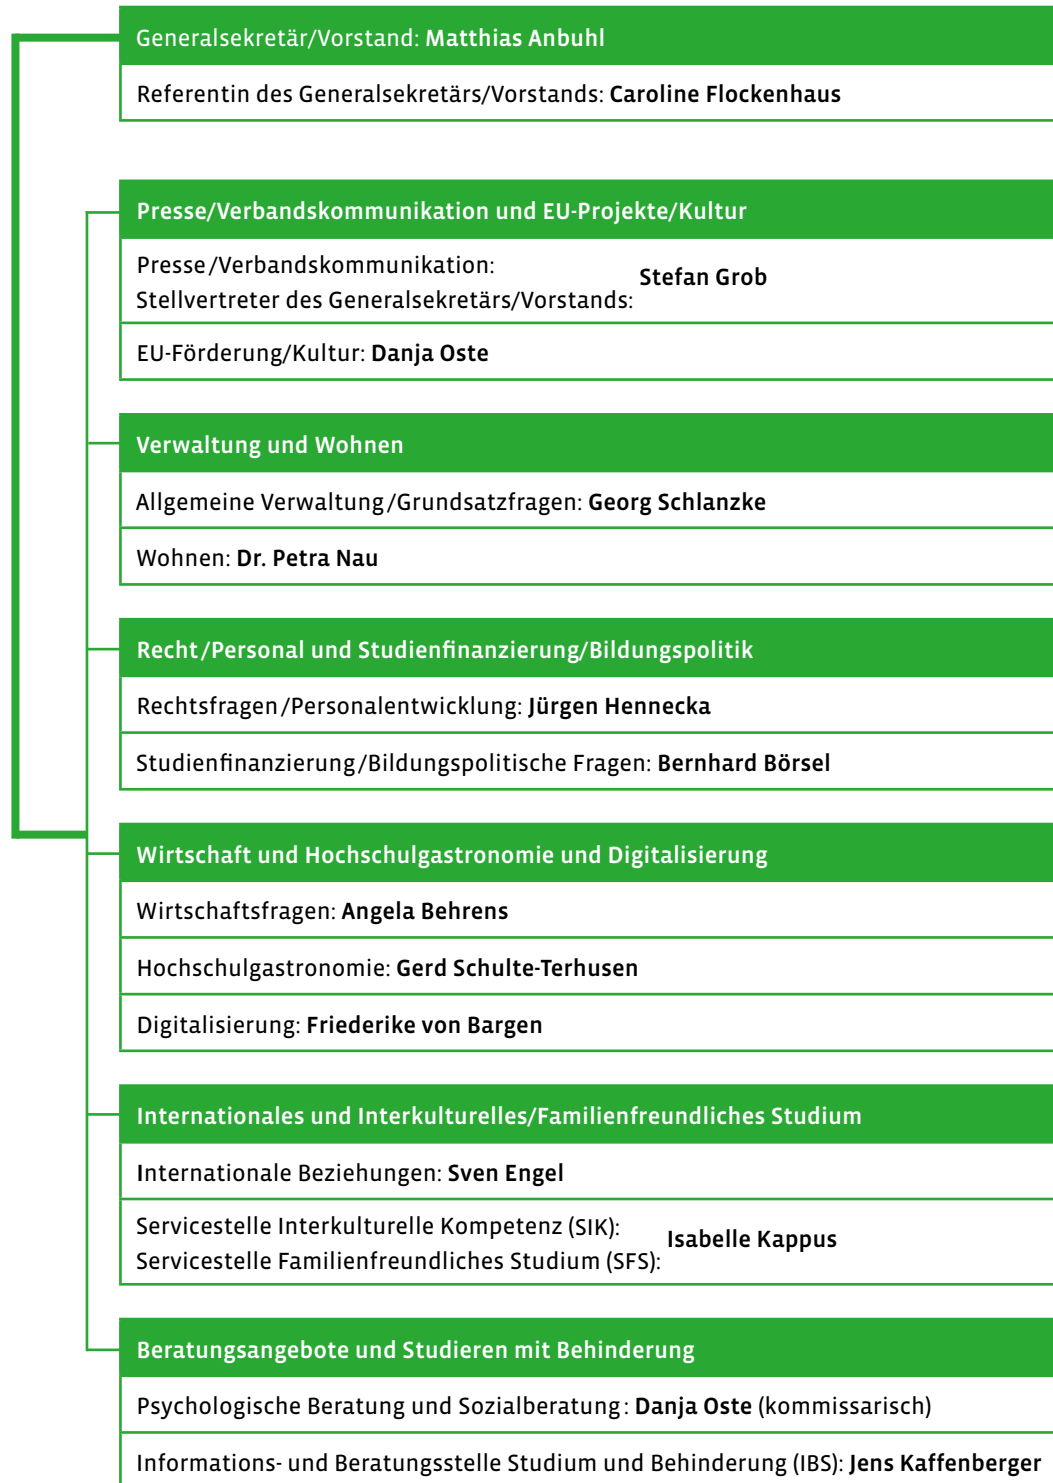 Generalsekretär/Vorstand: Matthias Anbuhl
Referentin des Generalsekretärs/Vorstands: Caroline Flockenhaus
Presse/Verbandskommunikation und EU-Projekte/Kultur
Presse/Verbandskommunikation:
Stellvertreter des Generalsekretärs/Vorstands:
Stefan Grob
EU-Förderung/Kultur: Danja Oste
Verwaltung und Wohnen
Allgemeine Verwaltung/Grundsatzfragen: Georg Schlanzke
Wohnen: Dr. Petra Nau
Recht/Personal und Studienfinanzierung/Bildungspolitik
Rechtsfragen/Personalentwicklung: Jürgen Hennecka
Studienfinanzierung/Bildungspolitische Fragen: Bernhard Börsel
Wirtschaft und Hochschulgastronomie und Digitalisierung
Wirtschaftsfragen: Angela Behrens
Hochschulgastronomie: Gerd Schulte-Terhusen
Digitalisierung: Friederike von Bargen
Internationales und Interkulturelles/Familienfreundliches Studium
Internationale Beziehungen: Sven Engel
Servicestelle Interkulturelle Kompetenz (SIK):
Servicestelle Familienfreundliches Studium (SFS):
Isabelle Kappus
Beratungsangebote und Studieren mit Behinderung
Psychologische Beratung und Sozialberatung: Danja Oste (kommissarisch)
Informations- und Beratungsstelle Studium und Behinderung (IBS): Jens Kaffenberger